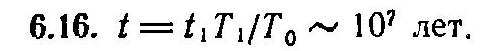 6.16. t = t₁T₁/T₀ ~ 10⁷ лет.